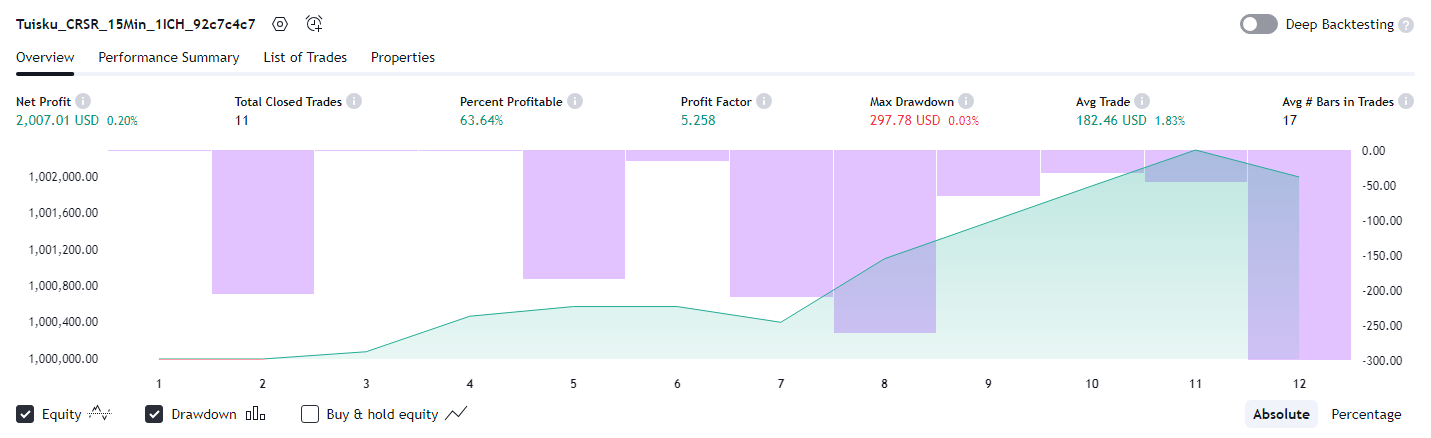 Tuisku_CRSR_15Min_1ICH_92c7c4c7
Deep Backtesting ?
Overview Performance Summary List of Trades Properties
Net Profit Total Closed Trades Percent Profitable Profit Factor Max Drawdown Avg Trade Avg # Bars in Trades
2,007.01 USD 0.20% 11 63.64% 5.258 297.78 USD 0.03% 182.46 USD 1.83% 17
0.00
1,002,000.00
-50.00
1,001,600.00
-100.00
1,001,200.00
-150.00
1,000,800.00
-200.00
1,000,400.00
-250.00
1,000,000.00
-300.00
1 2 3 4 5 6 7 8 9 10 11 12
Equity Drawdown Buy & hold equity Absolute Percentage